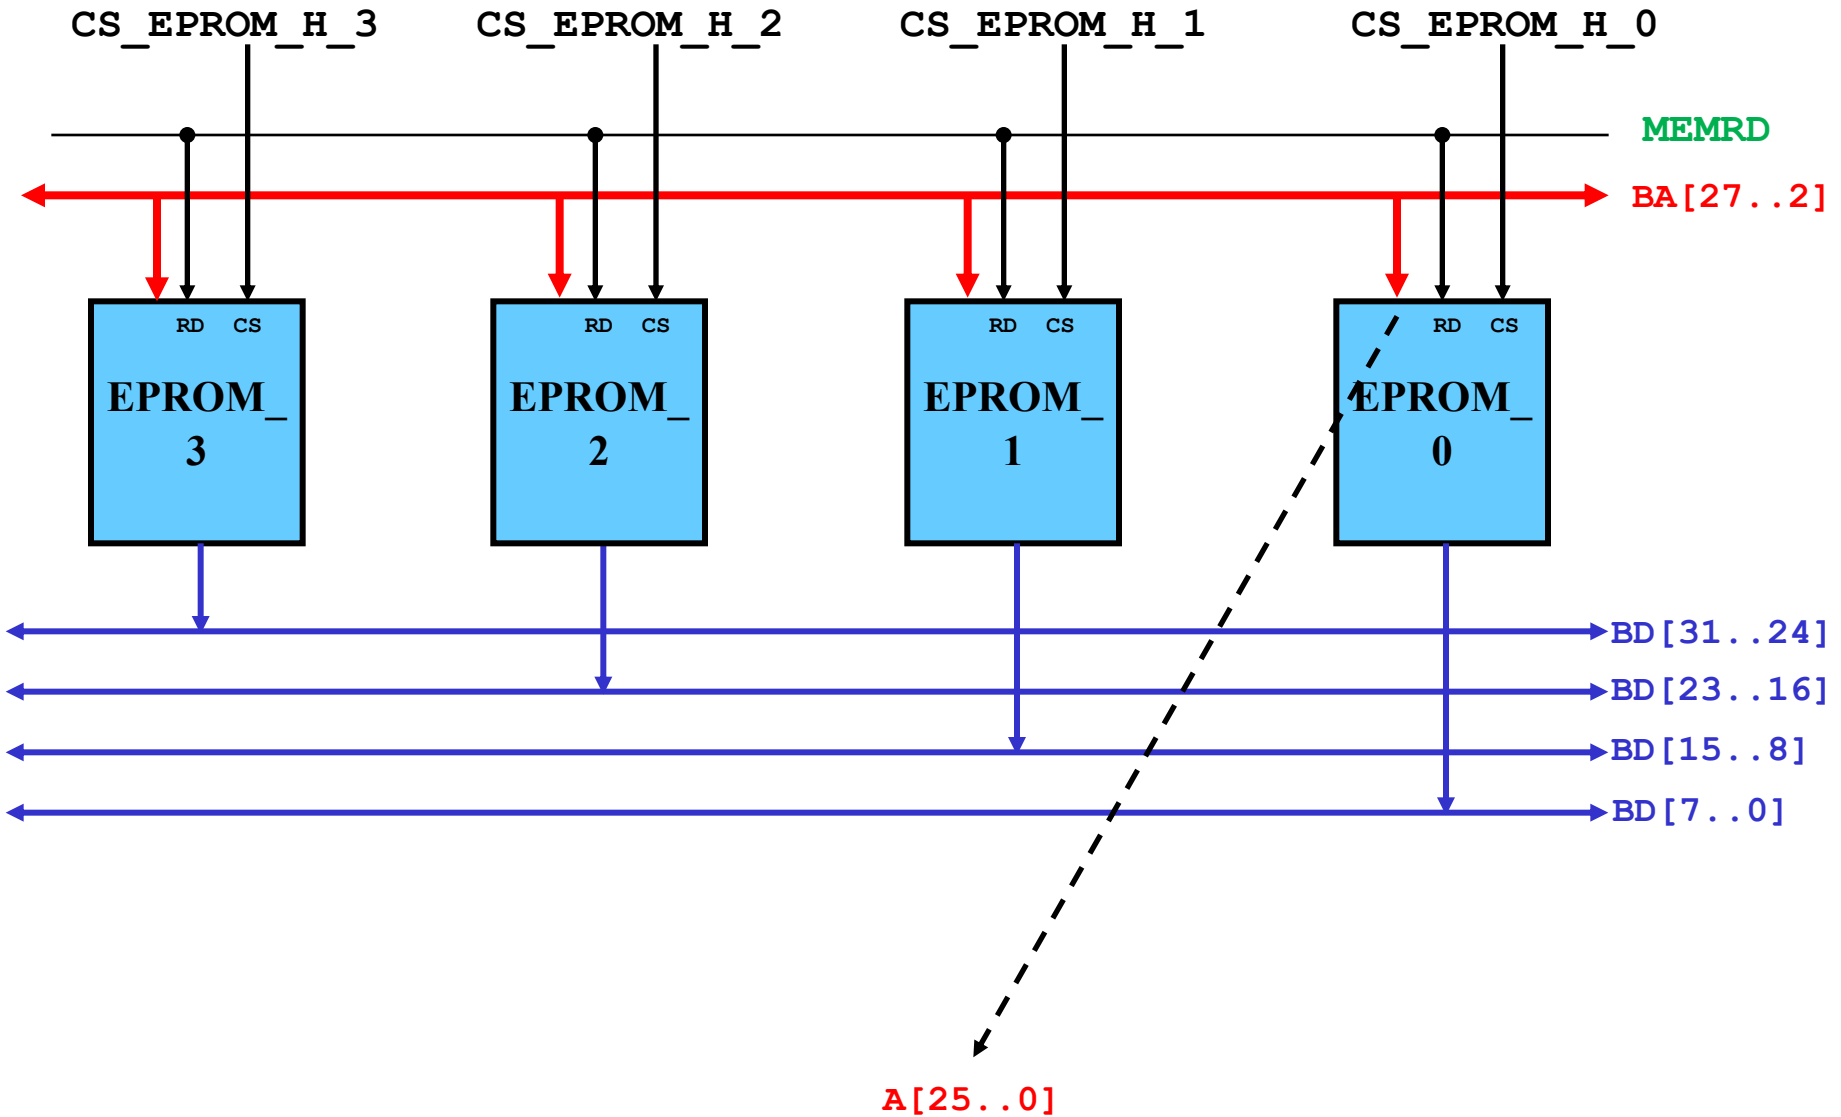 CS_EPROM_H_3 CS_EPROM_H_2 CS_EPROM_H_1 CS_EPROM_H_0
MEMRD
BA[27..2]
RD CS RD CS RD CS RD CS
EPROM_ EPROM_ EPROM_ EPROM_
3 2 1 0
BD[31..24]
BD[23..16]
BD[15..8]
BD[7..0]
A[25..0]